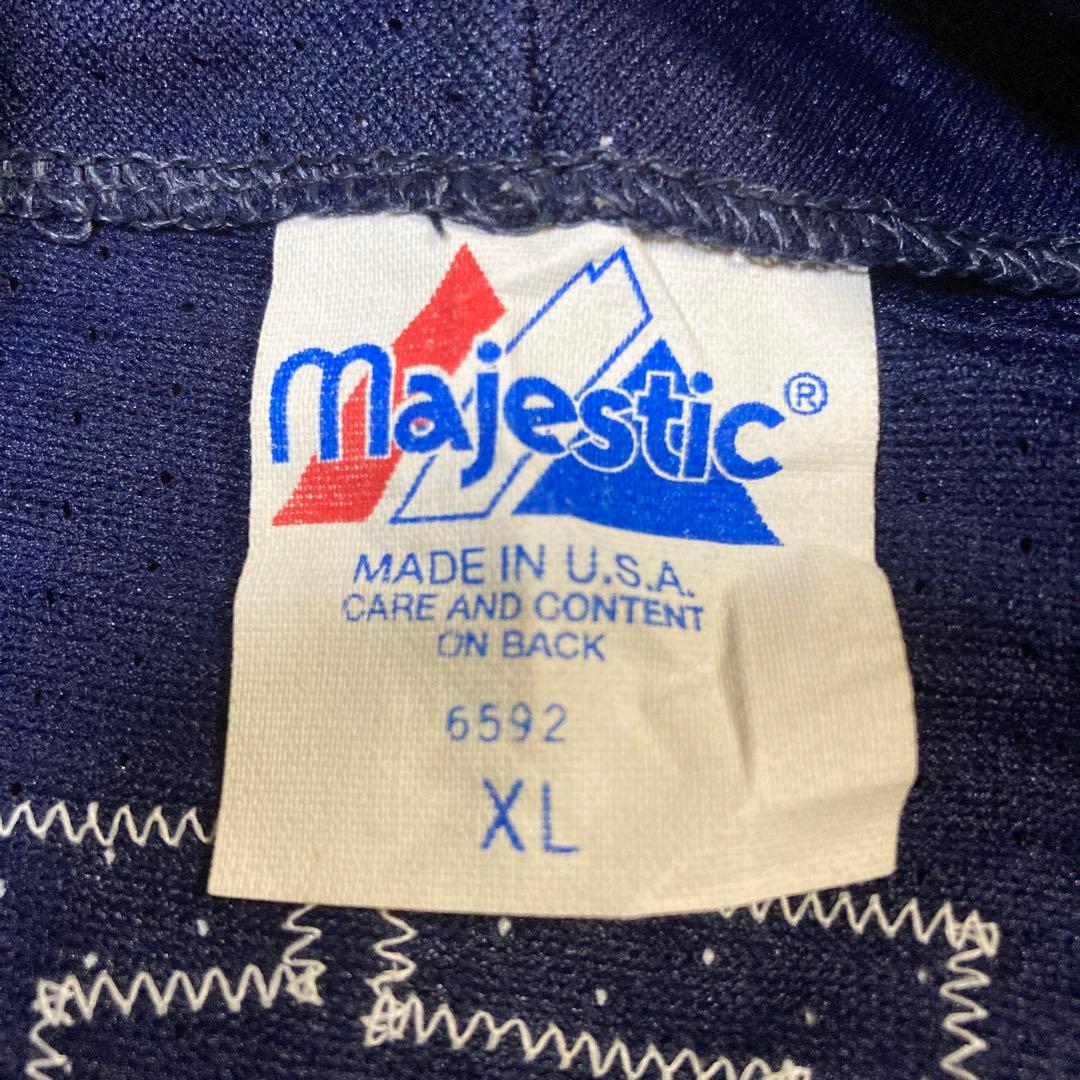 majestic®
MADE IN U.S.A.
CARE AND CONTENT
ON BACK
6592
XL